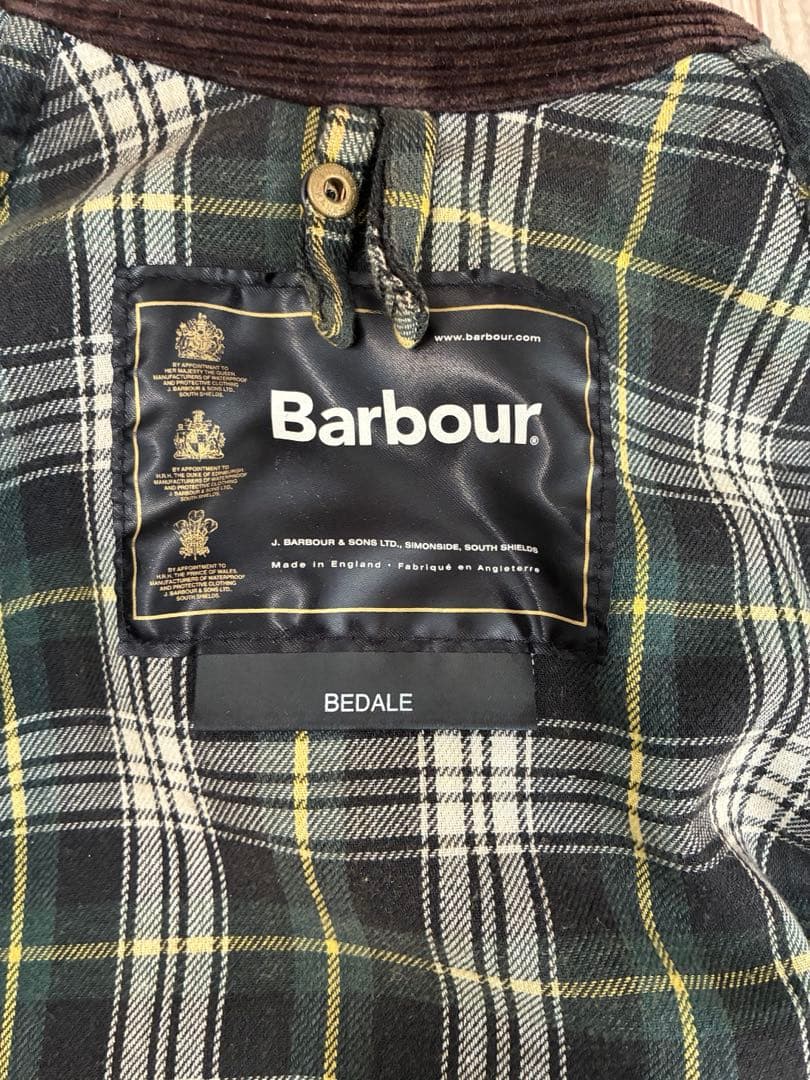 www.barbour.com
Barbour®
BY APPOINTMENT TO
HER MAJESTY THE QUEEN
MANUFACTURERS OF WATERPROOF
AND PROTECTIVE CLOTHING
J. BARBOUR & SONS LTD.
SOUTH SHIELDS
BY APPOINTMENT TO
H.R.H. THE DUKE OF EDINBURGH
MANUFACTURERS OF WATERPROOF
AND PROTECTIVE CLOTHING
J. BARBOUR & SONS LTD.,
SOUTH SHIELDS
BY APPOINTMENT TO
H.R.H. THE PRINCE OF WALES
MANUFACTURERS OF WATERPROOF
AND PROTECTIVE CLOTHING
J. BARBOUR & SONS LTD.,
SOUTH SHIELDS
J. BARBOUR & SONS LTD., SIMONSIDE, SOUTH SHIELDS
Made in England · Fabriqué en Angleterre
BEDALE